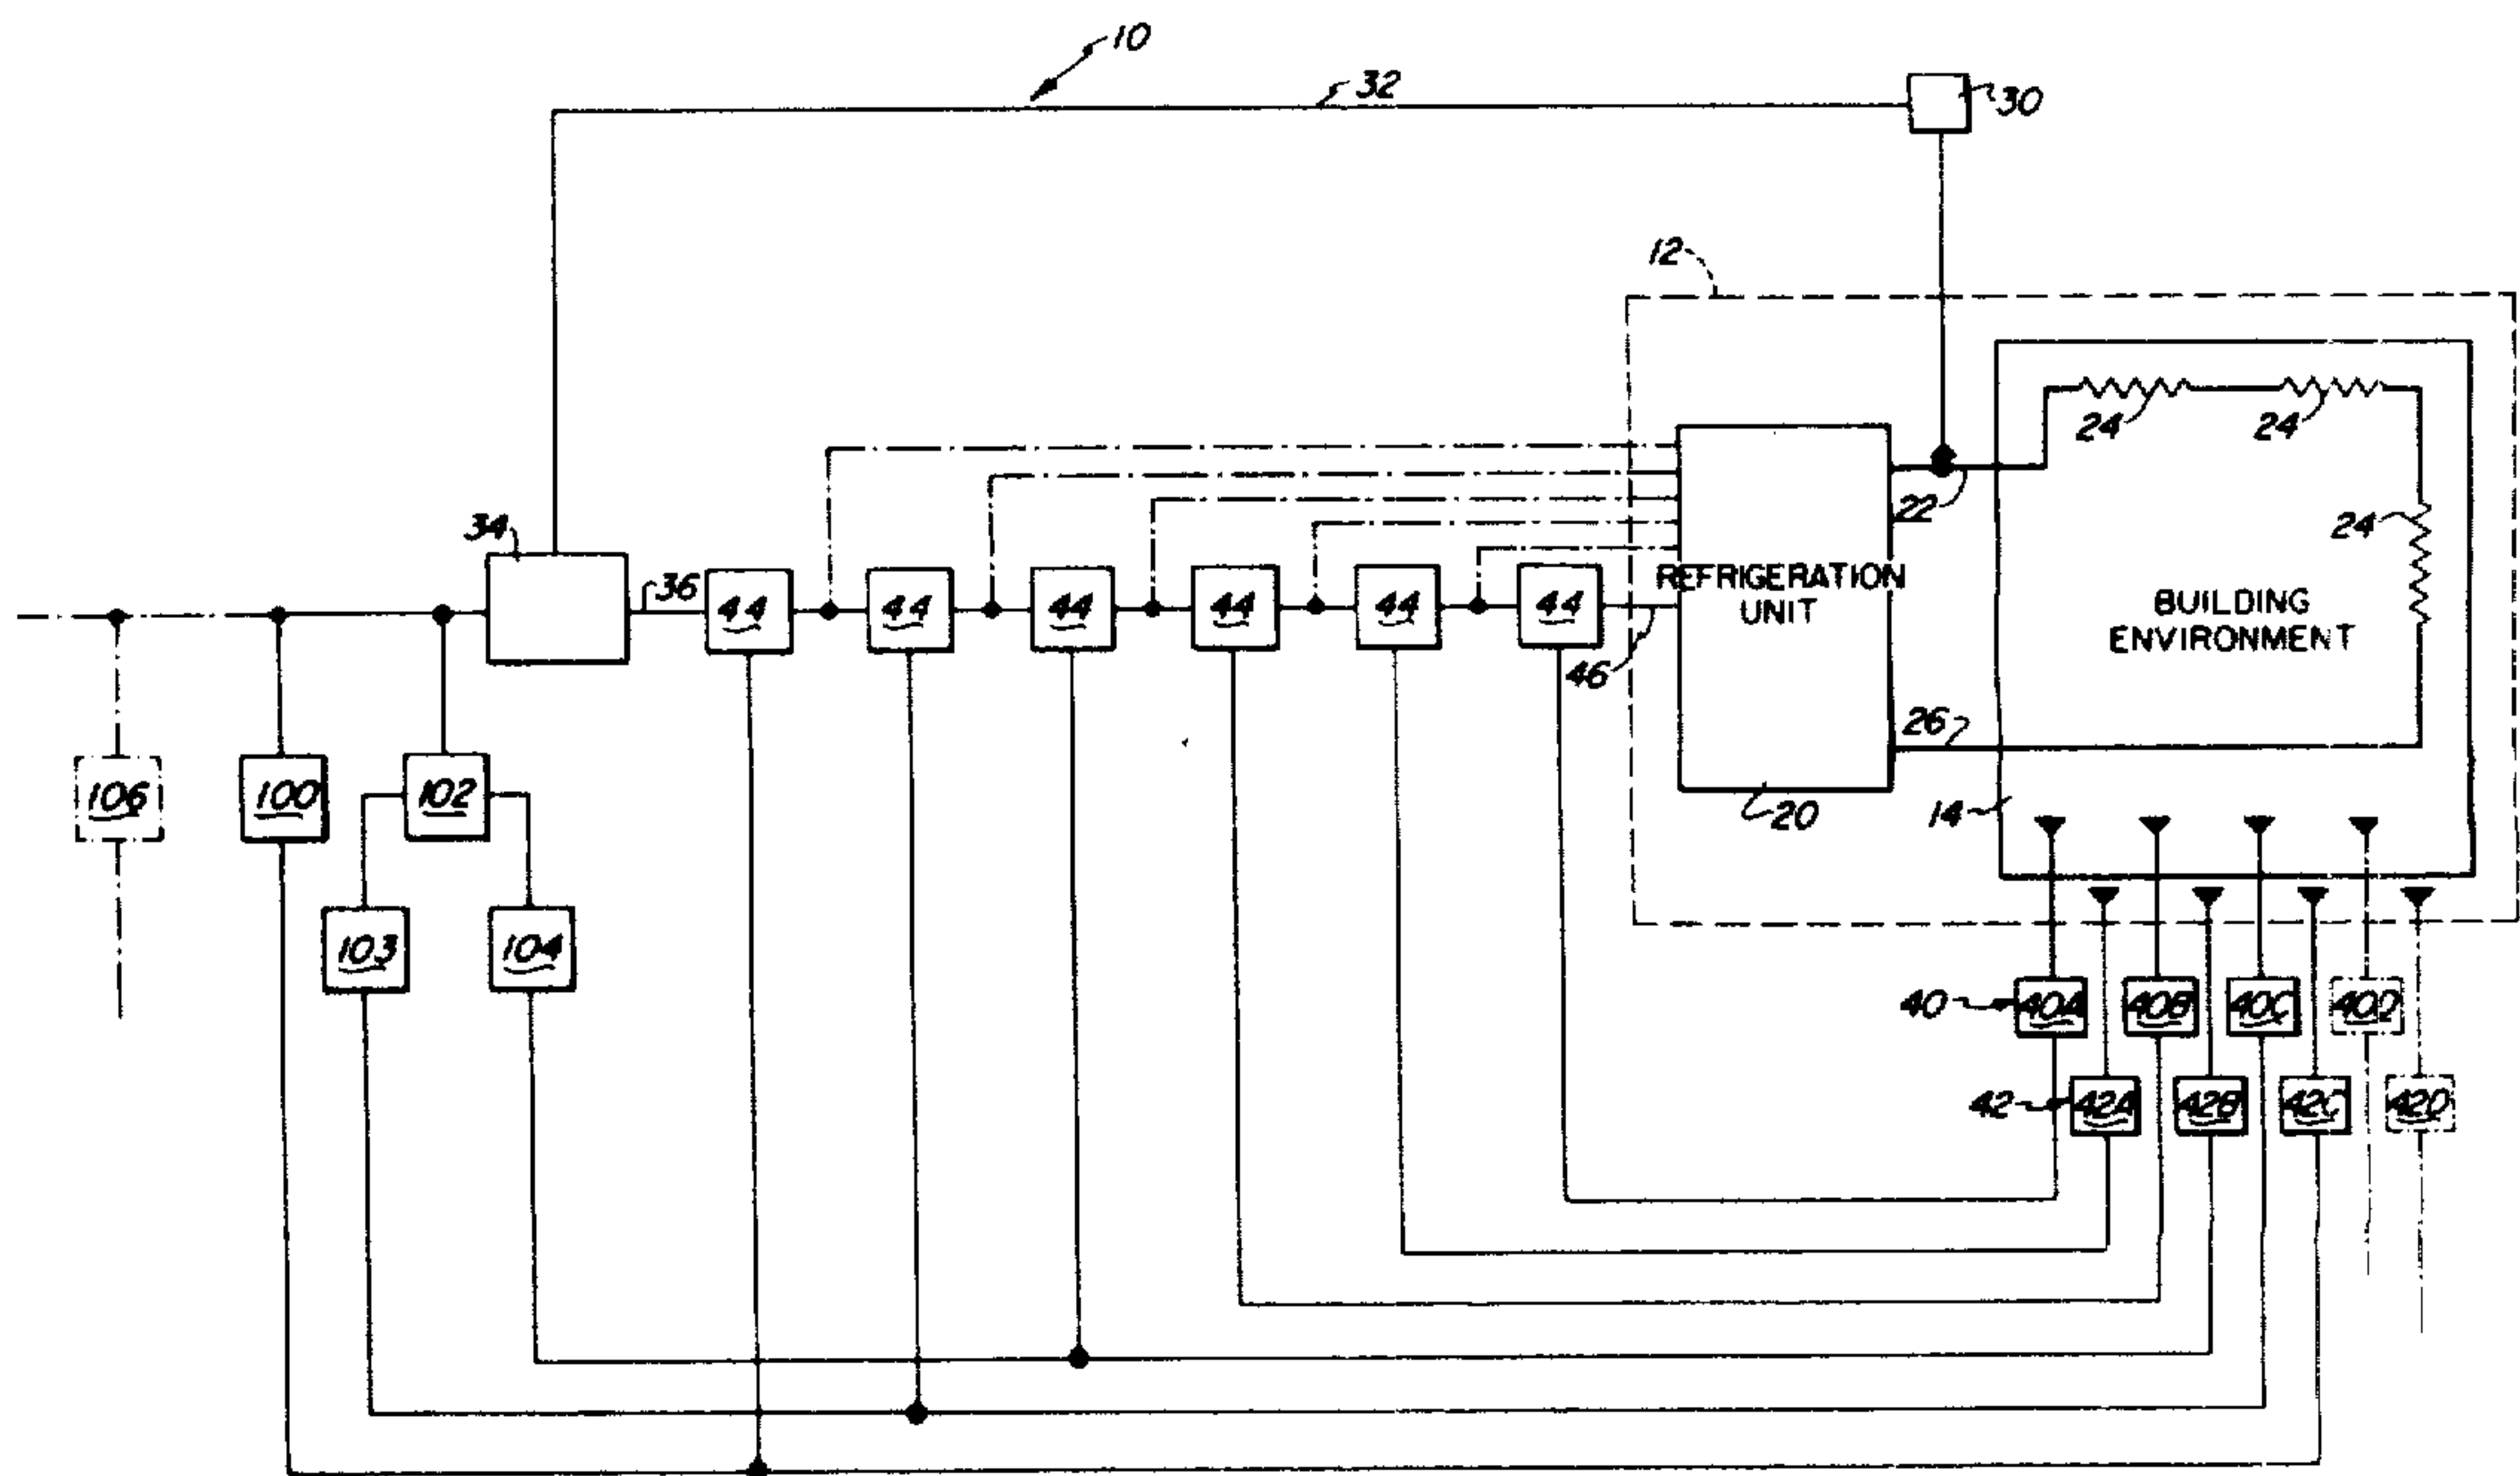 10
32
30
12
24 24
22
34
24
36
44 44 44 44 44 44
REFRIGERATION
UNIT
BUILDING
ENVIRONMENT
46
26
106 100 102
20
14
103 104
40 40A 40B 40C 40D
42 42A 42B 42C 42D